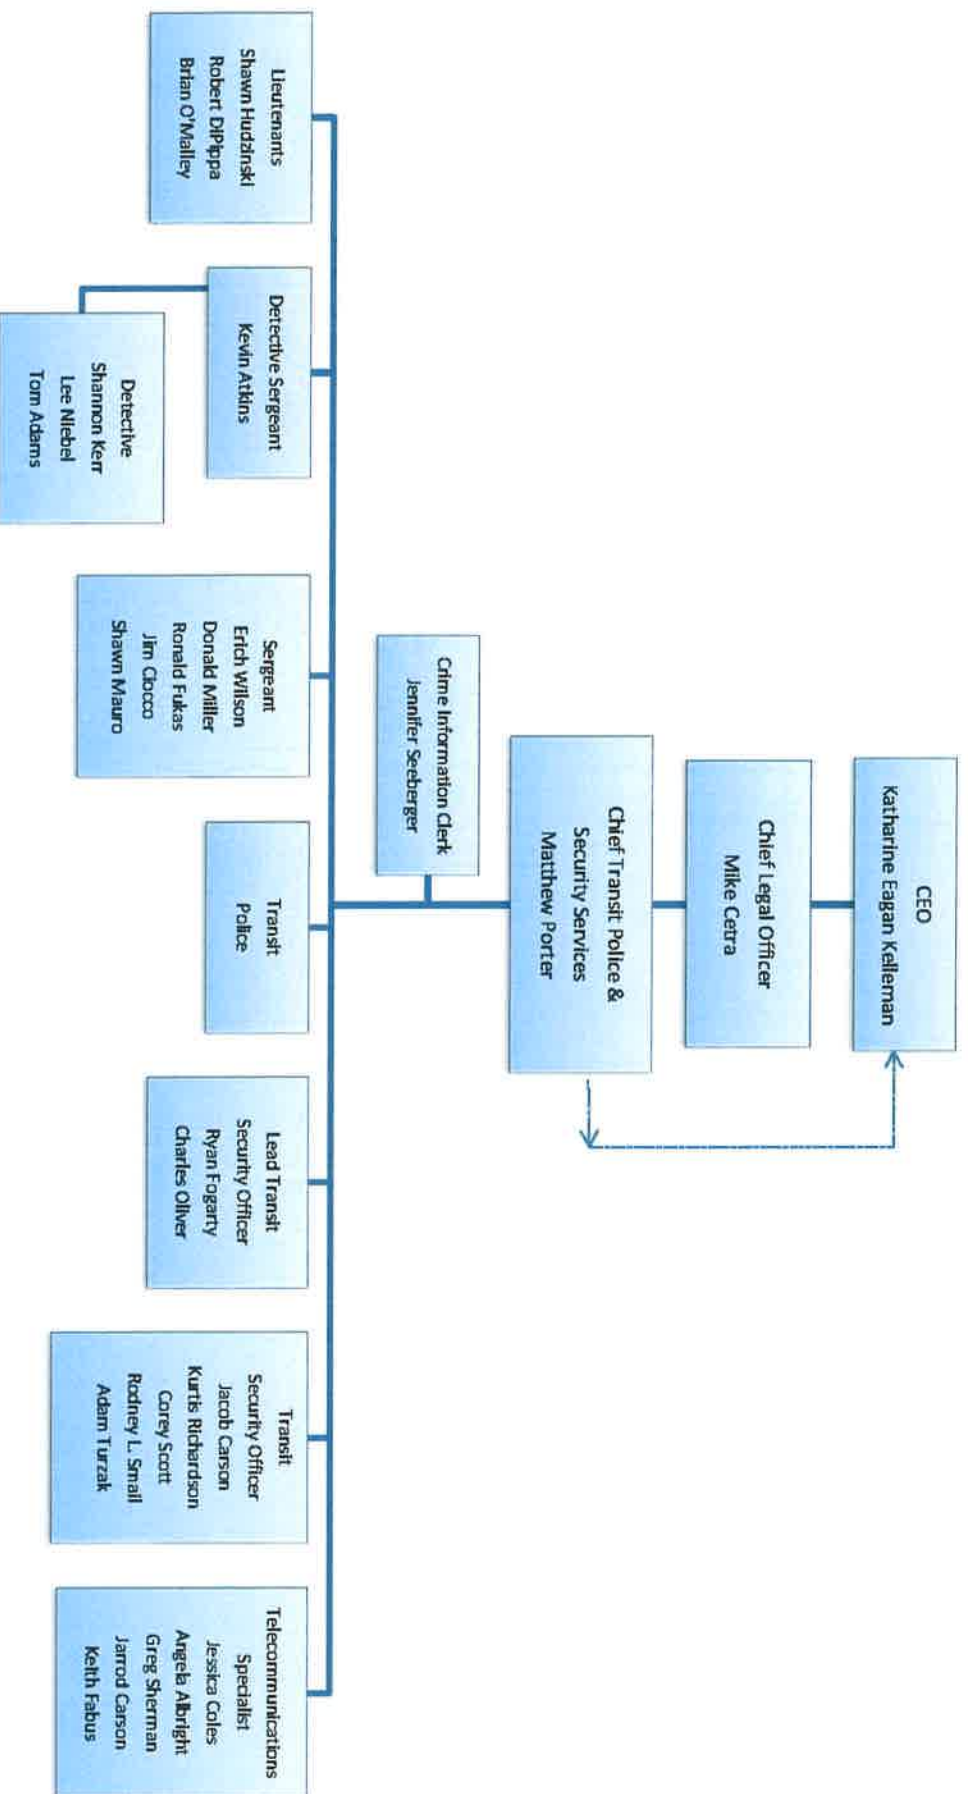 CEO
Katharine Eagan Kelleman
Chief Legal Officer
Mike Cetra
Chief Transit Police &
Security Services
Matthew Porter
Crime Information Clerk
Jennifer Seeberger
Lieutenants
Shawn Hudzinski
Robert DiPippa
Brian O'Malley
Detective Sergeant
Kevin Atkins
Detective
Shannon Kerr
Lee Niebel
Tom Adams
Sergeant
Erich Wilson
Donald Miller
Ronald Fukas
Jim Ciocco
Shawn Mauro
Transit
Police
Lead Transit
Security Officer
Ryan Fogarty
Charles Oliver
Transit
Security Officer
Jacob Carson
Kurtis Richardson
Corey Scott
Rodney L. Smail
Adam Turzak
Telecommunications
Specialist
Jessica Coles
Angela Albright
Greg Sherman
Jarrod Carson
Keith Fabus